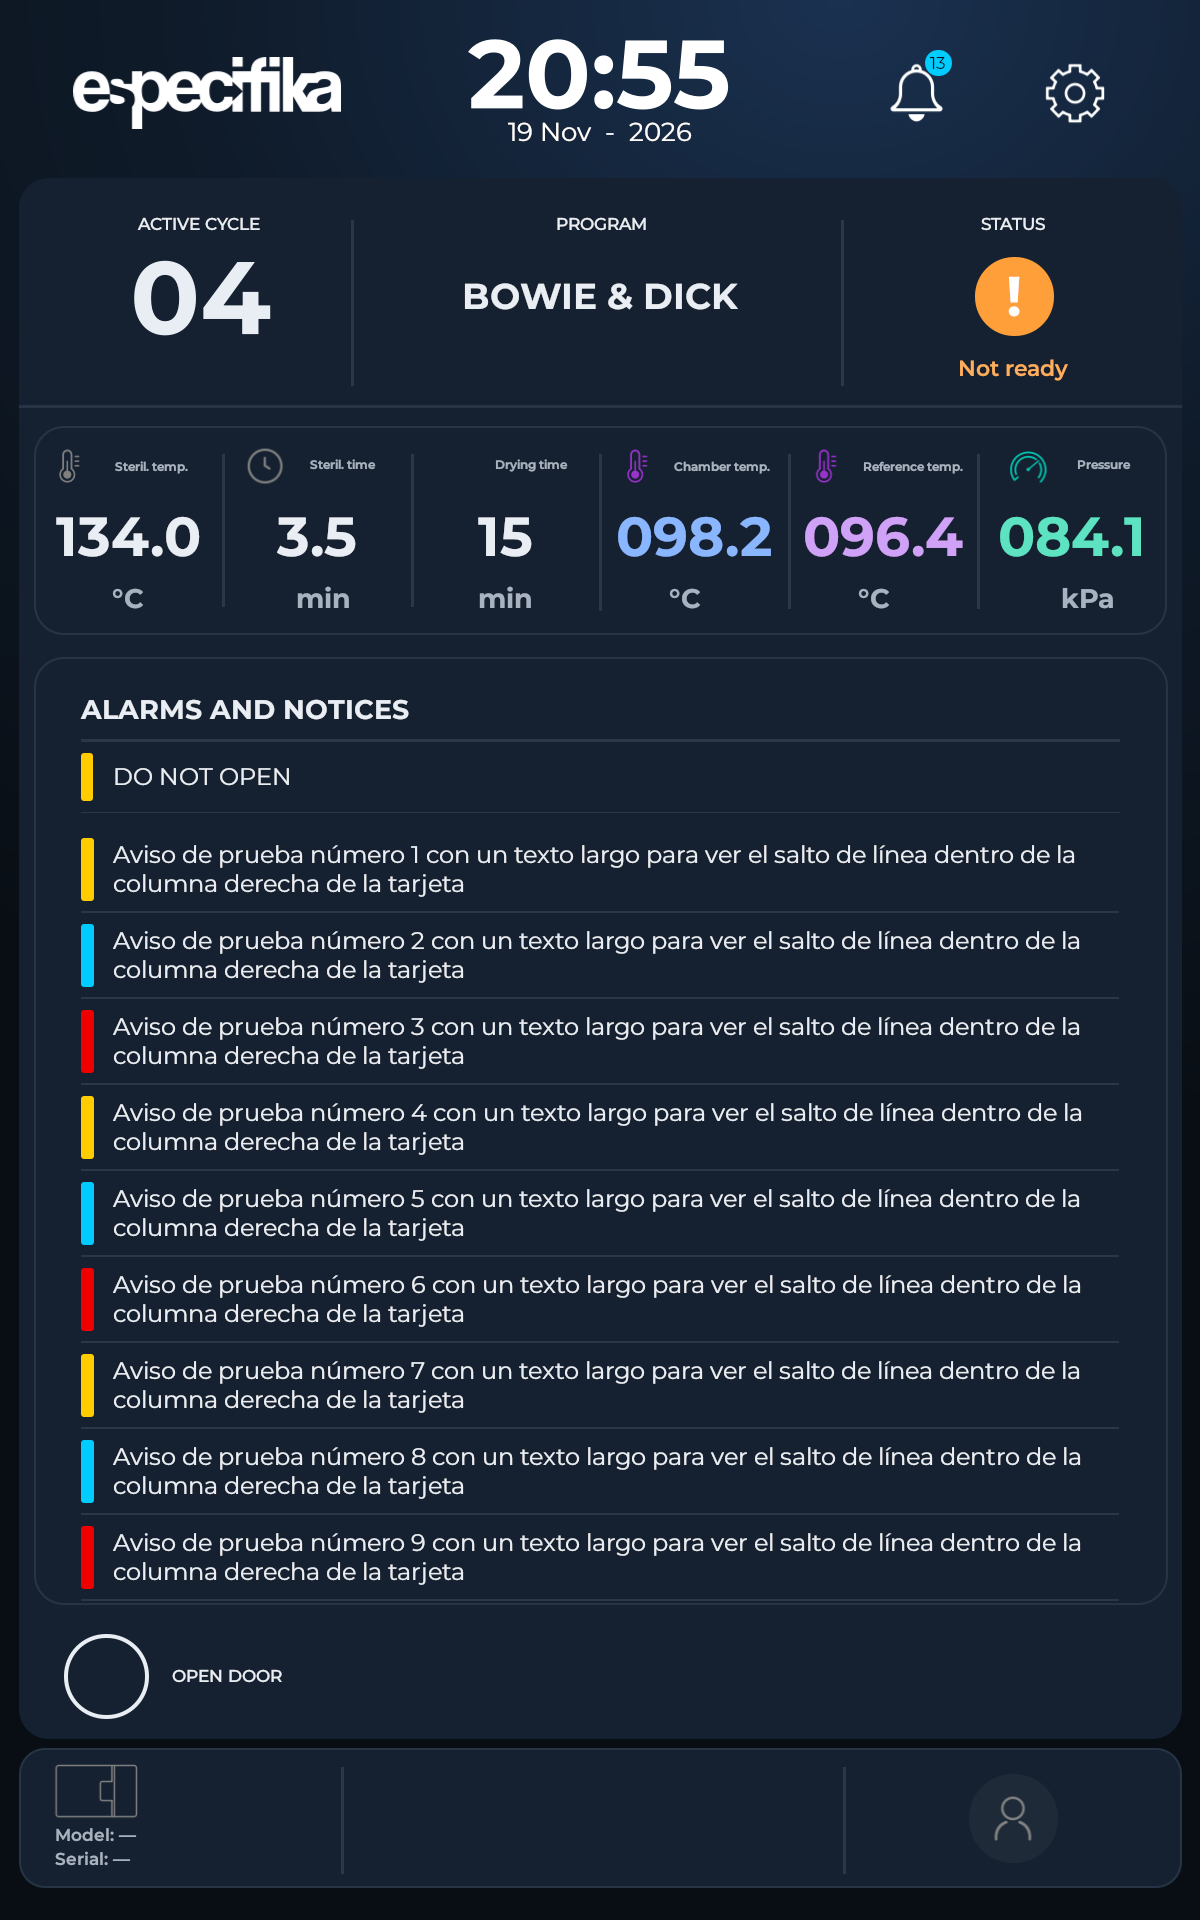 especifika
20:55
19 Nov - 2026
13
ACTIVE CYCLE
04
PROGRAM
BOWIE & DICK
STATUS
!
Not ready
Steril. temp.
134.0
°C
Steril. time
3.5
min
Drying time
15
min
Chamber temp.
098.2
°C
Reference temp.
096.4
°C
Pressure
084.1
kPa
ALARMS AND NOTICES
DO NOT OPEN
Aviso de prueba número 1 con un texto largo para ver el salto de línea dentro de la
columna derecha de la tarjeta
Aviso de prueba número 2 con un texto largo para ver el salto de línea dentro de la
columna derecha de la tarjeta
Aviso de prueba número 3 con un texto largo para ver el salto de línea dentro de la
columna derecha de la tarjeta
Aviso de prueba número 4 con un texto largo para ver el salto de línea dentro de la
columna derecha de la tarjeta
Aviso de prueba número 5 con un texto largo para ver el salto de línea dentro de la
columna derecha de la tarjeta
Aviso de prueba número 6 con un texto largo para ver el salto de línea dentro de la
columna derecha de la tarjeta
Aviso de prueba número 7 con un texto largo para ver el salto de línea dentro de la
columna derecha de la tarjeta
Aviso de prueba número 8 con un texto largo para ver el salto de línea dentro de la
columna derecha de la tarjeta
Aviso de prueba número 9 con un texto largo para ver el salto de línea dentro de la
columna derecha de la tarjeta
OPEN DOOR
Model: —
Serial: —